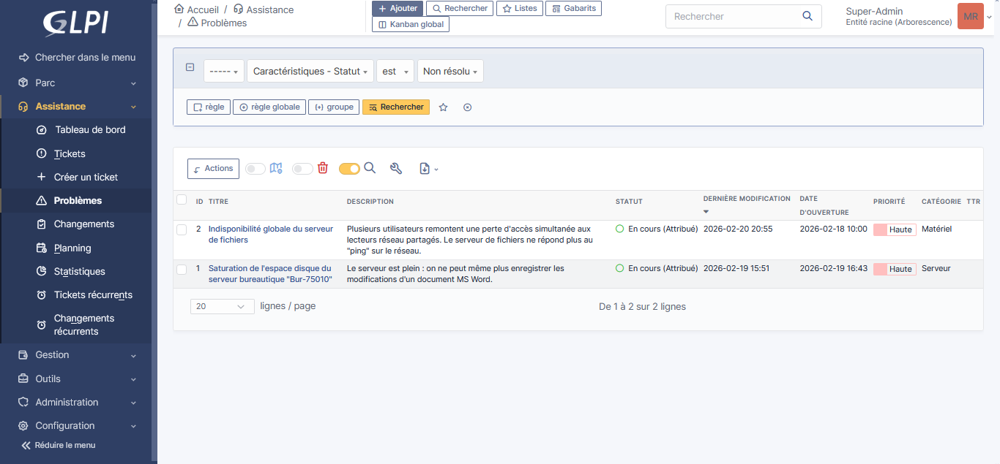 GLPI
Chercher dans le menu
Parc
Assistance
Tableau de bord
Tickets
Créer un ticket
Problèmes
Changements
Planning
Statistiques
Tickets récurrents
Changements
récurrents
Gestion
Outils
Administration
Configuration
Réduire le menu
Accueil / Assistance
/ Problèmes
Ajouter Rechercher Listes Gabarits
Kanban global
Rechercher
Super-Admin
Entité racine (Arborescence)
MR
----- Caractéristiques - Statut est Non résolu
règle règle globale groupe Rechercher
Actions
ID TITRE DESCRIPTION STATUT DERNIÈRE MODIFICATION DATE D'OUVERTURE PRIORITÉ CATÉGORIE TTR
2 Indisponibilité globale du serveur de fichiers
Plusieurs utilisateurs remontent une perte d'accès simultanée aux
lecteurs réseau partagés. Le serveur de fichiers ne répond plus au
"ping" sur le réseau.
En cours (Attribué) 2026-02-20 20:55 2026-02-18 10:00 Haute Matériel
1 Saturation de l'espace disque du
serveur bureautique "Bur-75010"
Le serveur est plein : on ne peut même plus enregistrer les
modifications d'un document MS Word.
En cours (Attribué) 2026-02-19 15:51 2026-02-19 16:43 Haute Serveur
20 lignes / page De 1 à 2 sur 2 lignes